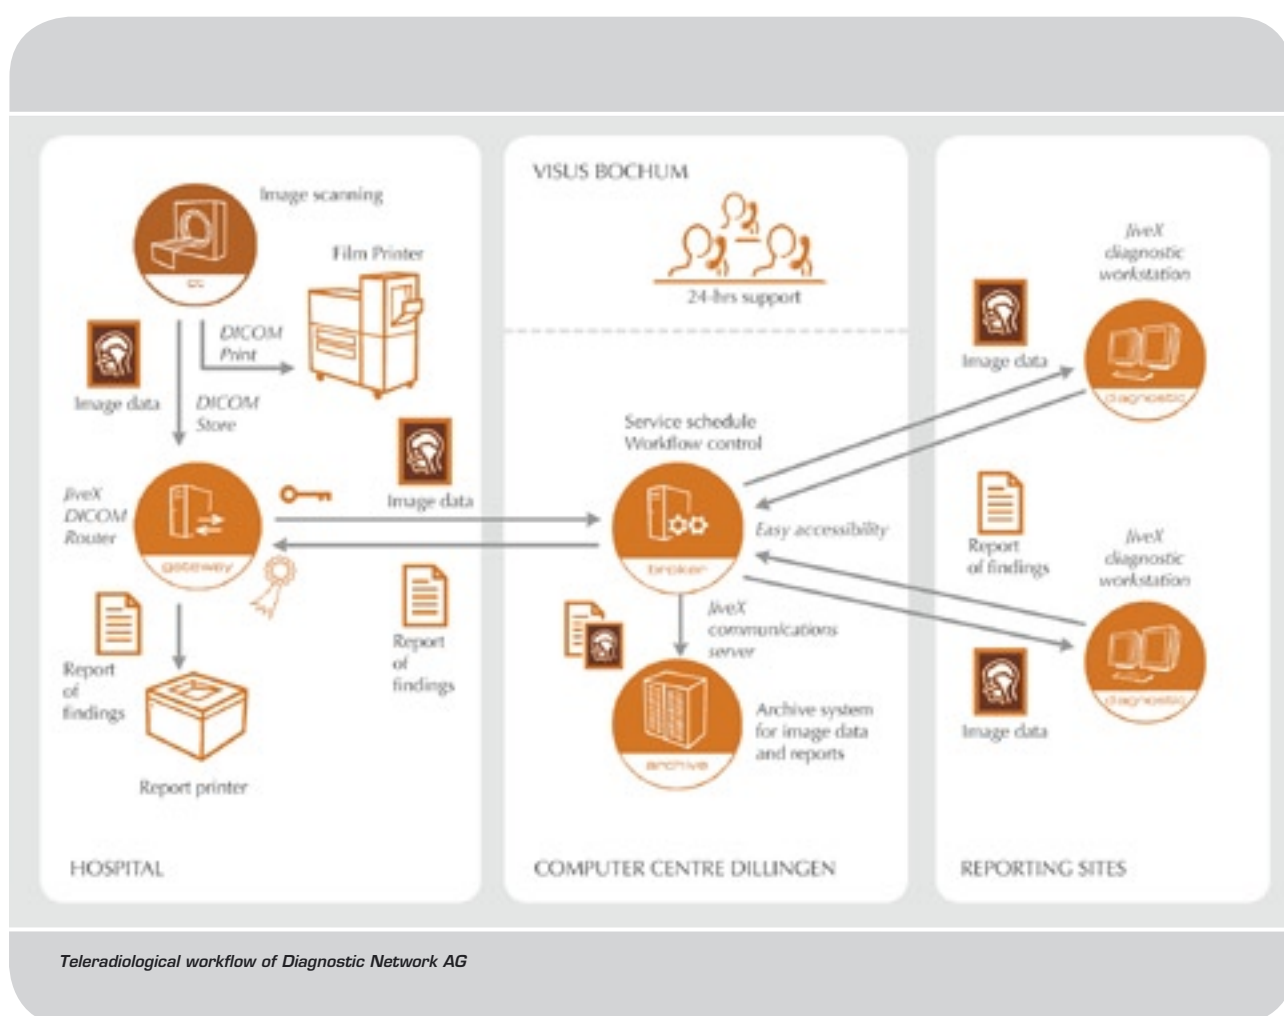 Image scanning
CT
Film Printer
DICOM
Print
Image data
DICOM
Store
JiveX
DICOM
Router
gateway
Image data
Report
of
findings
Report
of
findings
Report printer
HOSPITAL
VISUS BOCHUM
24-hrs support
Service schedule
Workflow control
broker
Easy accessibility
JiveX
communications
server
archive
Archive system
for image data
and reports
COMPUTER CENTRE DILLINGEN
JiveX
diagnostic
workstation
Image data
diagnostic
Report
of findings
JiveX
diagnostic
workstation
diagnostic
Image data
REPORTING SITES
Teleradiological workflow of Diagnostic Network AG